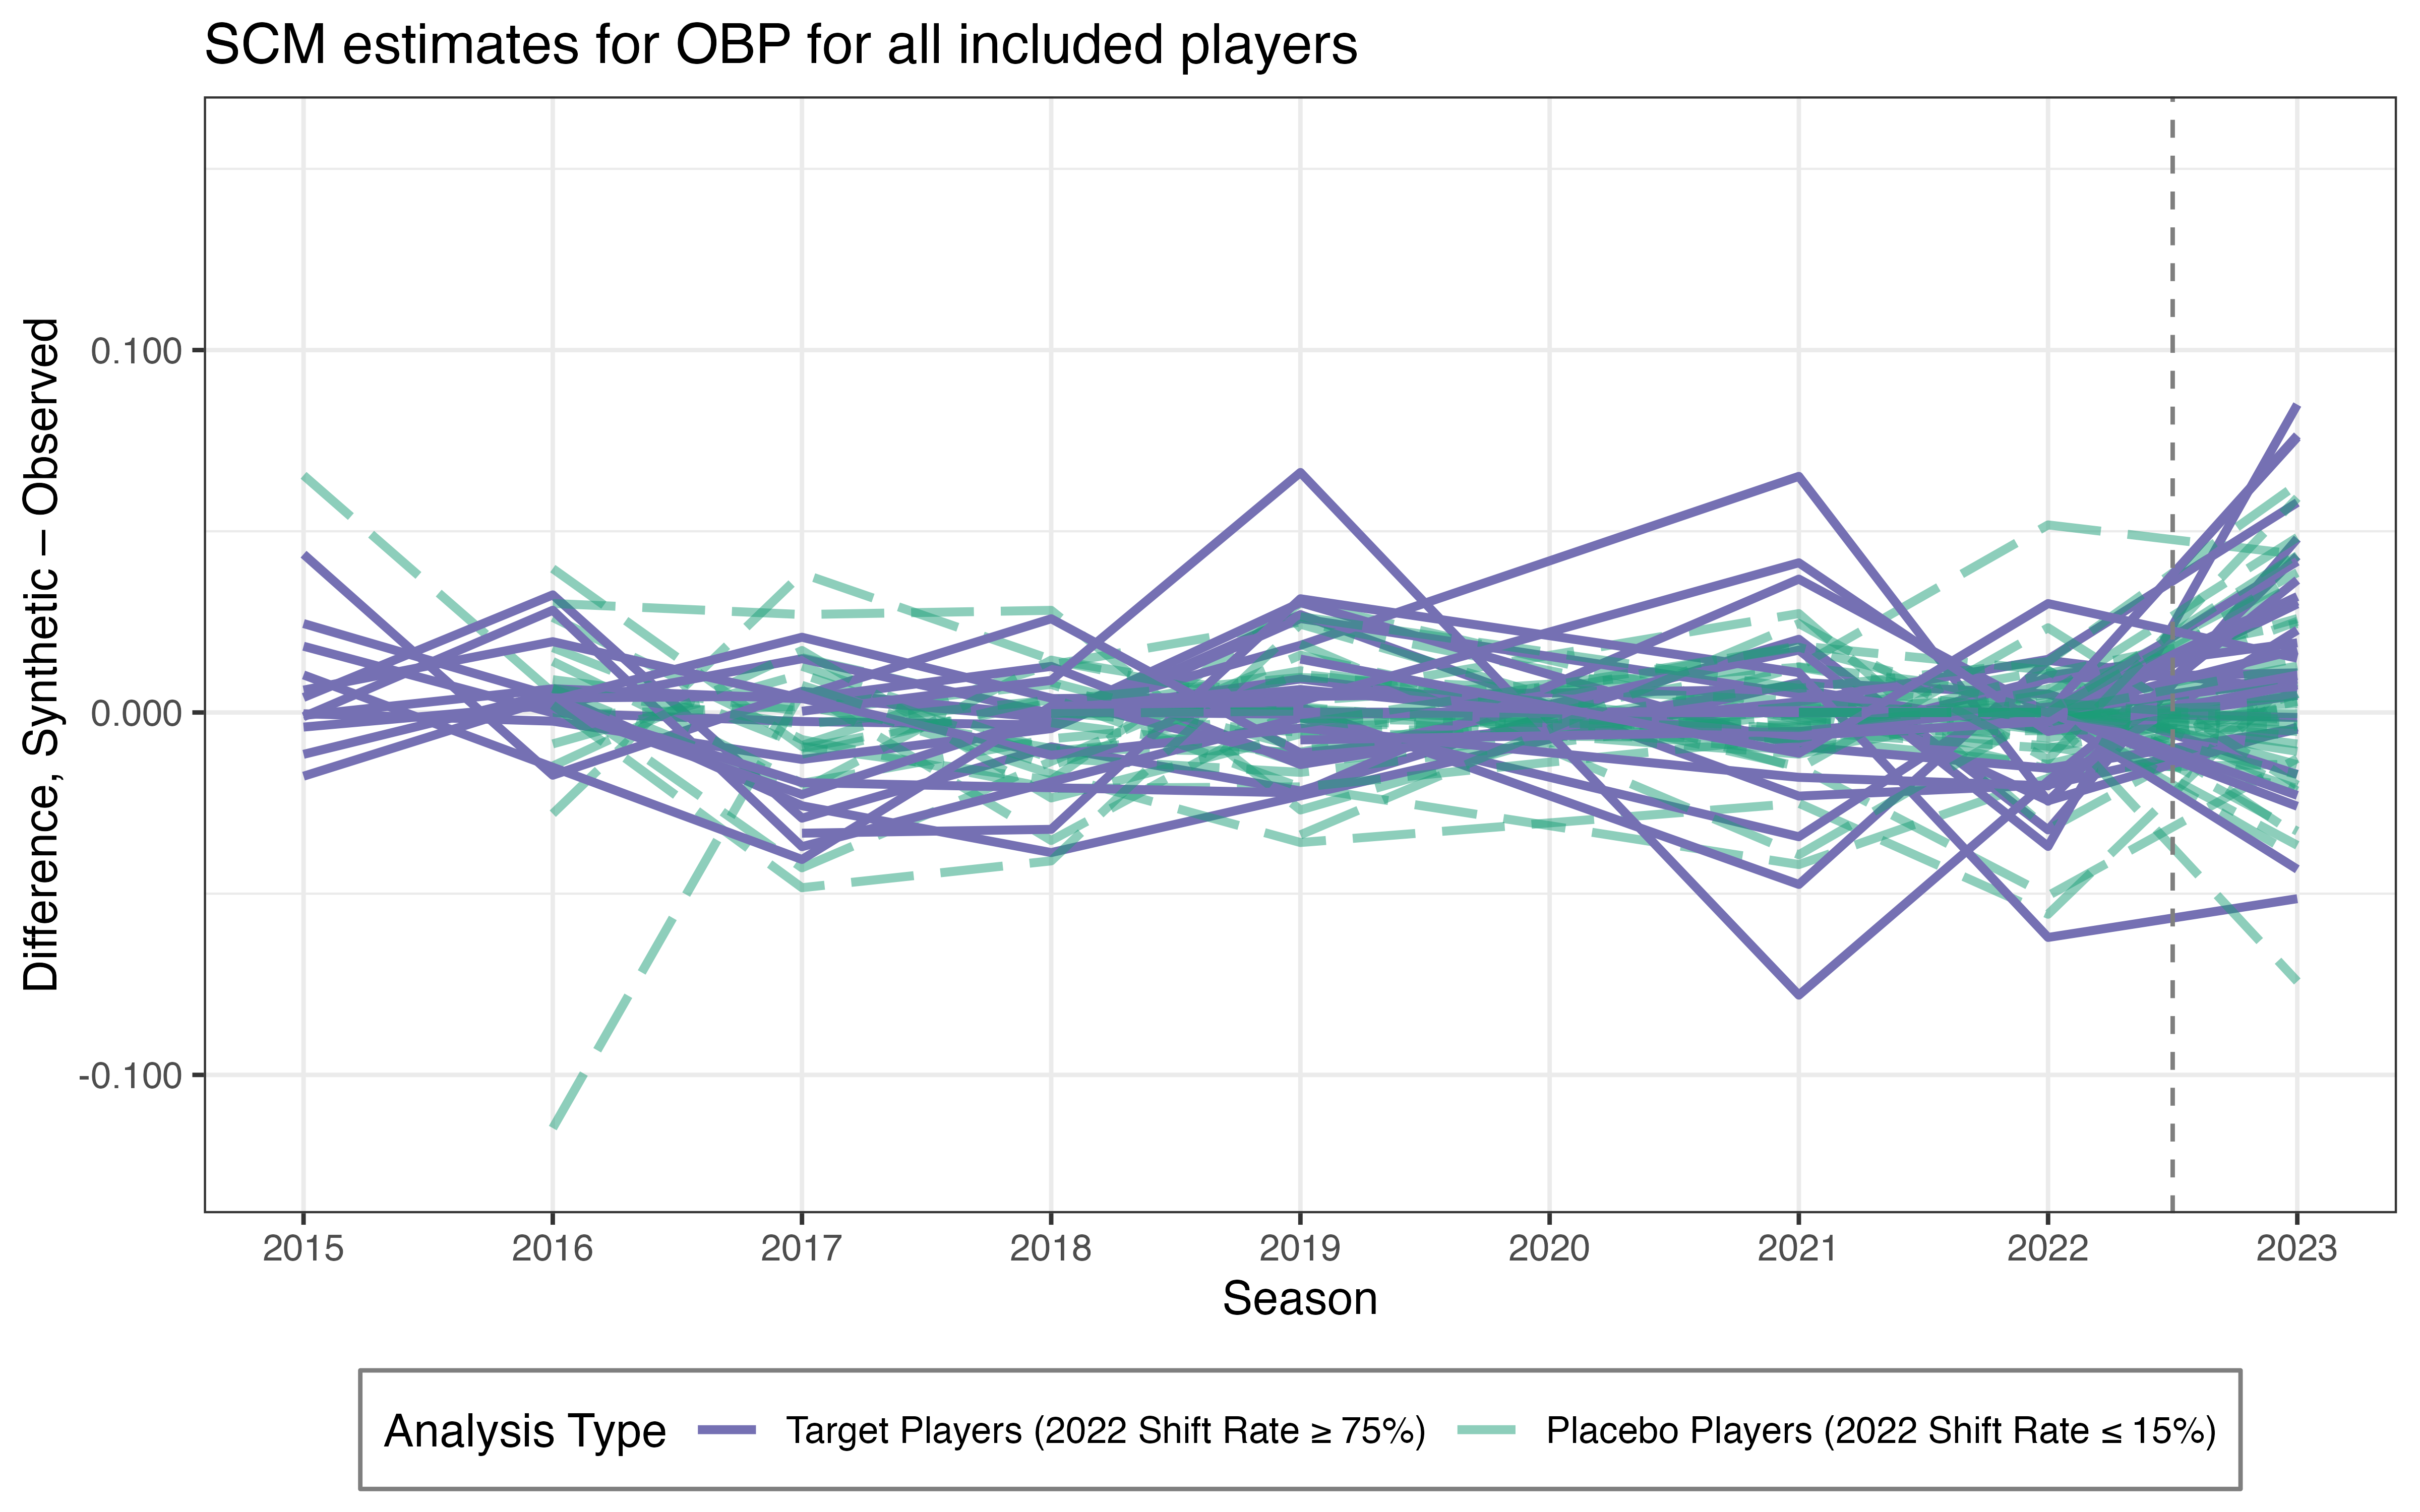 SCM estimates for OBP for all included players
Difference, Synthetic – Observed
0.100
0.000
-0.100
2015 2016 2017 2018 2019 2020 2021 2022 2023
Season
Analysis Type Target Players (2022 Shift Rate ≥ 75%) Placebo Players (2022 Shift Rate ≤ 15%)